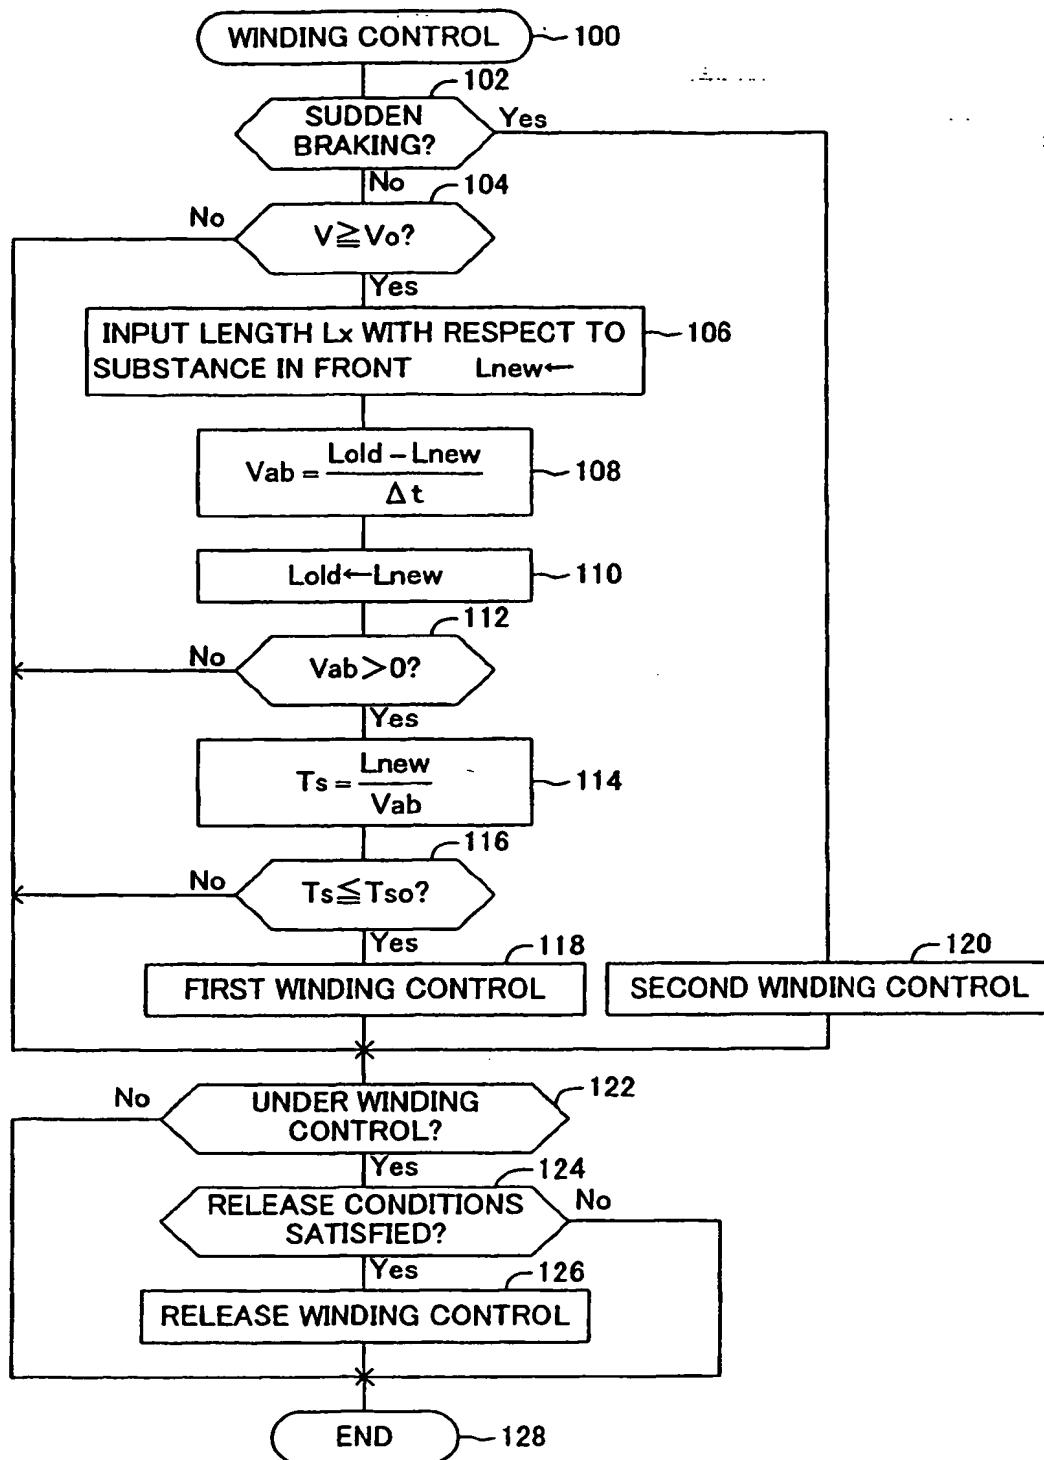 WINDING CONTROL
100
102
SUDDEN
BRAKING?
Yes
No
104
No
V≧Vo?
Yes
INPUT LENGTH Lx WITH RESPECT TO
SUBSTANCE IN FRONT Lnew←
106
Vab = (Lold − Lnew) / Δt
108
Lold←Lnew
110
112
No
Vab>0?
Yes
Ts = Lnew / Vab
114
116
No
Ts≦Tso?
Yes
118
FIRST WINDING CONTROL
120
SECOND WINDING CONTROL
No
UNDER WINDING
CONTROL?
122
Yes
124
RELEASE CONDITIONS
SATISFIED?
No
Yes
126
RELEASE WINDING CONTROL
END
128